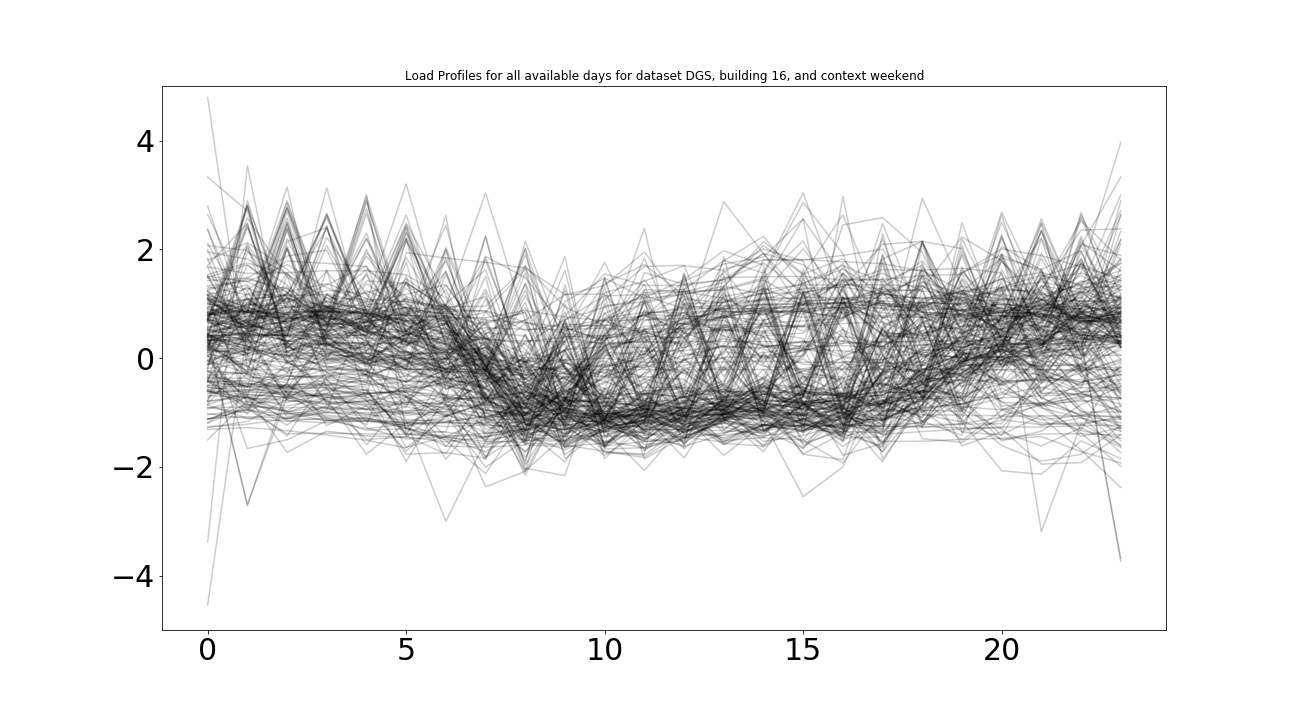 Load Profiles for all available days for dataset DGS, building 16, and context weekend
4
2
0
−2
−4
0 5 10 15 20